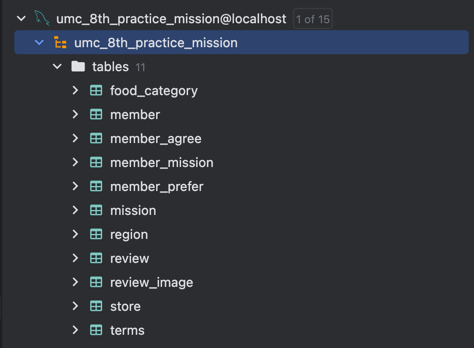 umc_8th_practice_mission@localhost 1 of 15
umc_8th_practice_mission
tables 11
food_category
member
member_agree
member_mission
member_prefer
mission
region
review
review_image
store
terms